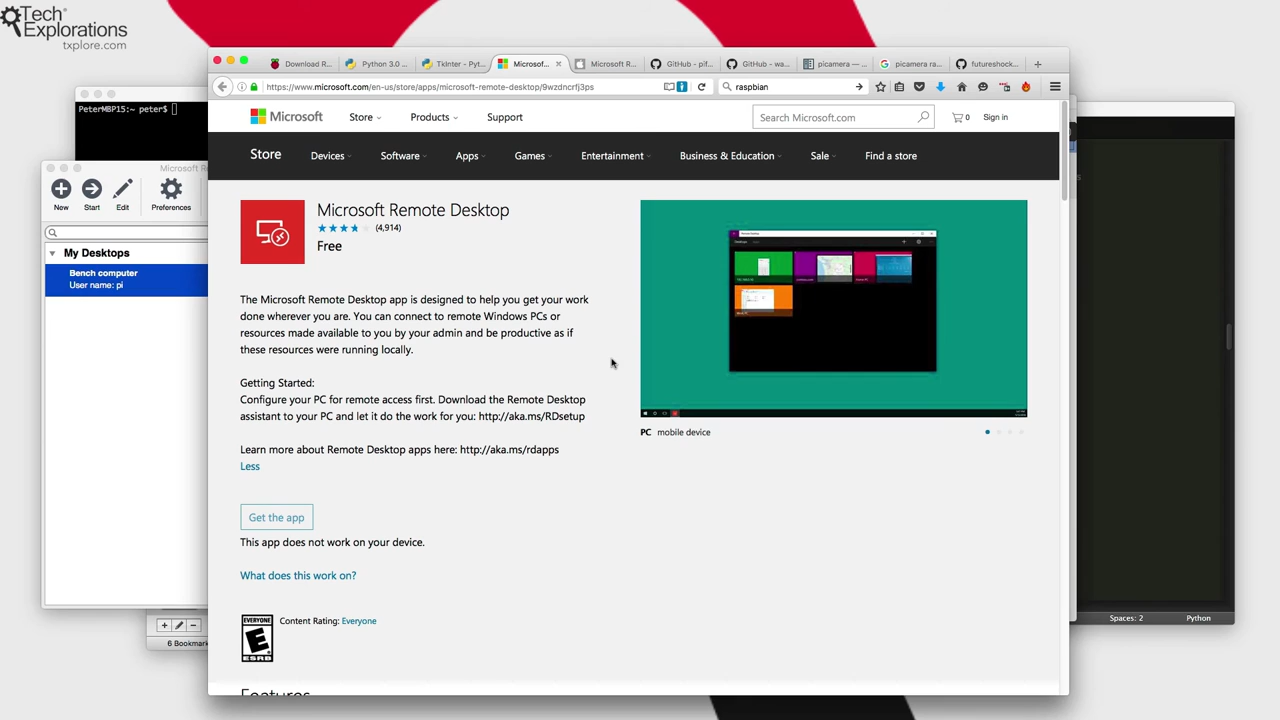 Tech
Explorations
txplore.com
Download R...
Python 3.0 ...
Tkinter - Pyt...
Microsof...
Microsoft R...
GitHub - pif...
GitHub - wa...
picamera — ...
picamera ra...
futureshock...
https://www.microsoft.com/en-us/store/apps/microsoft-remote-desktop/9wzdncrfj3ps
raspbian
PeterMBP15:~ peter$
Microsoft
Store
Products
Support
Search Microsoft.com
0
Sign in
Store
Devices
Software
Apps
Games
Entertainment
Business & Education
Sale
Find a store
Microsoft R
New
Start
Edit
Preferences
My Desktops
Bench computer
User name: pi
Microsoft Remote Desktop
(4,914)
Free
The Microsoft Remote Desktop app is designed to help you get your work
done wherever you are. You can connect to remote Windows PCs or
resources made available to you by your admin and be productive as if
these resources were running locally.
Getting Started:
Configure your PC for remote access first. Download the Remote Desktop
assistant to your PC and let it do the work for you: http://aka.ms/RDsetup
Learn more about Remote Desktop apps here: http://aka.ms/rdapps
Less
PC mobile device
Get the app
This app does not work on your device.
What does this work on?
EVERYONE
E
ESRB
Content Rating: Everyone
Features
6 Bookmark
Spaces: 2
Python